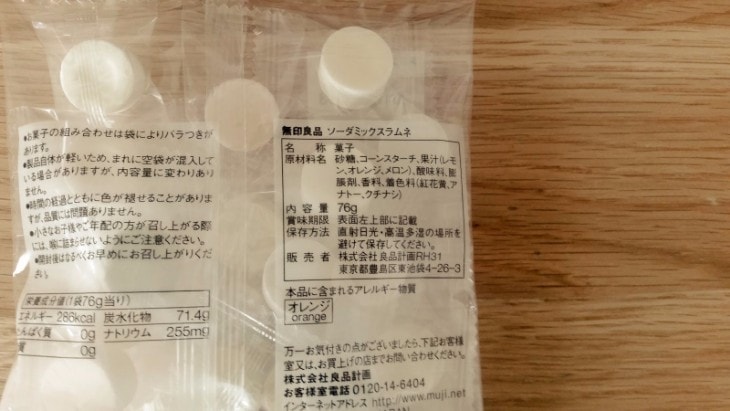 ●お菓子の組み合わせは袋によりバラつきが
あります。
●製品自体が軽いため、まれに空袋が混入して
いる場合がありますが、内容量に変わりあり
ません。
●時間の経過とともに色が褪せることがありま
すが、品質には問題ありません。
●小さなお子様やご年配の方が召し上がる際
には、喉に詰まらせないようにご注意ください。
●開封後はなるべくお早めにお召し上がりくだ
さい。
栄養成分値(1袋76g当り)
エネルギー 286kcal 炭水化物 71.4g
たんぱく質 0g ナトリウム 255mg
質 0g
無印良品 ソーダミックスラムネ
名称 菓子
原材料名 砂糖、コーンスターチ、果汁(レモ
ン、オレンジ、メロン)、酸味料、膨
脹剤、香料、着色料(紅花黄、ア
ナトー、クチナシ)
内容量 76g
賞味期限 表面左上部に記載
保存方法 直射日光・高温多湿の場所を
避けて保存してください。
販売者 株式会社良品計画RH31
東京都豊島区東池袋4-26-3
本品に含まれるアレルギー物質
オレンジ
orange
万一お気付きの点がございましたら、下記お客様
室又は、お買上げの店までお問い合わせください。
株式会社良品計画
お客様室電話 0120-14-6404
インターネットアドレス http://www.muji.net